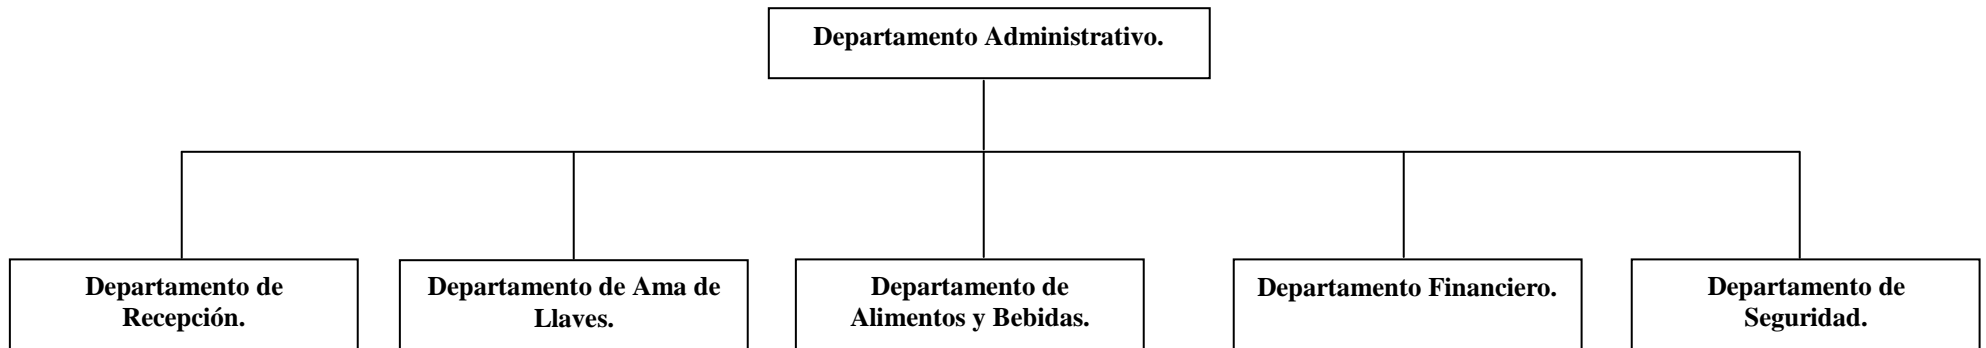 Departamento Administrativo.
Departamento de
Recepción.
Departamento de Ama de
Llaves.
Departamento de
Alimentos y Bebidas.
Departamento Financiero.
Departamento de
Seguridad.